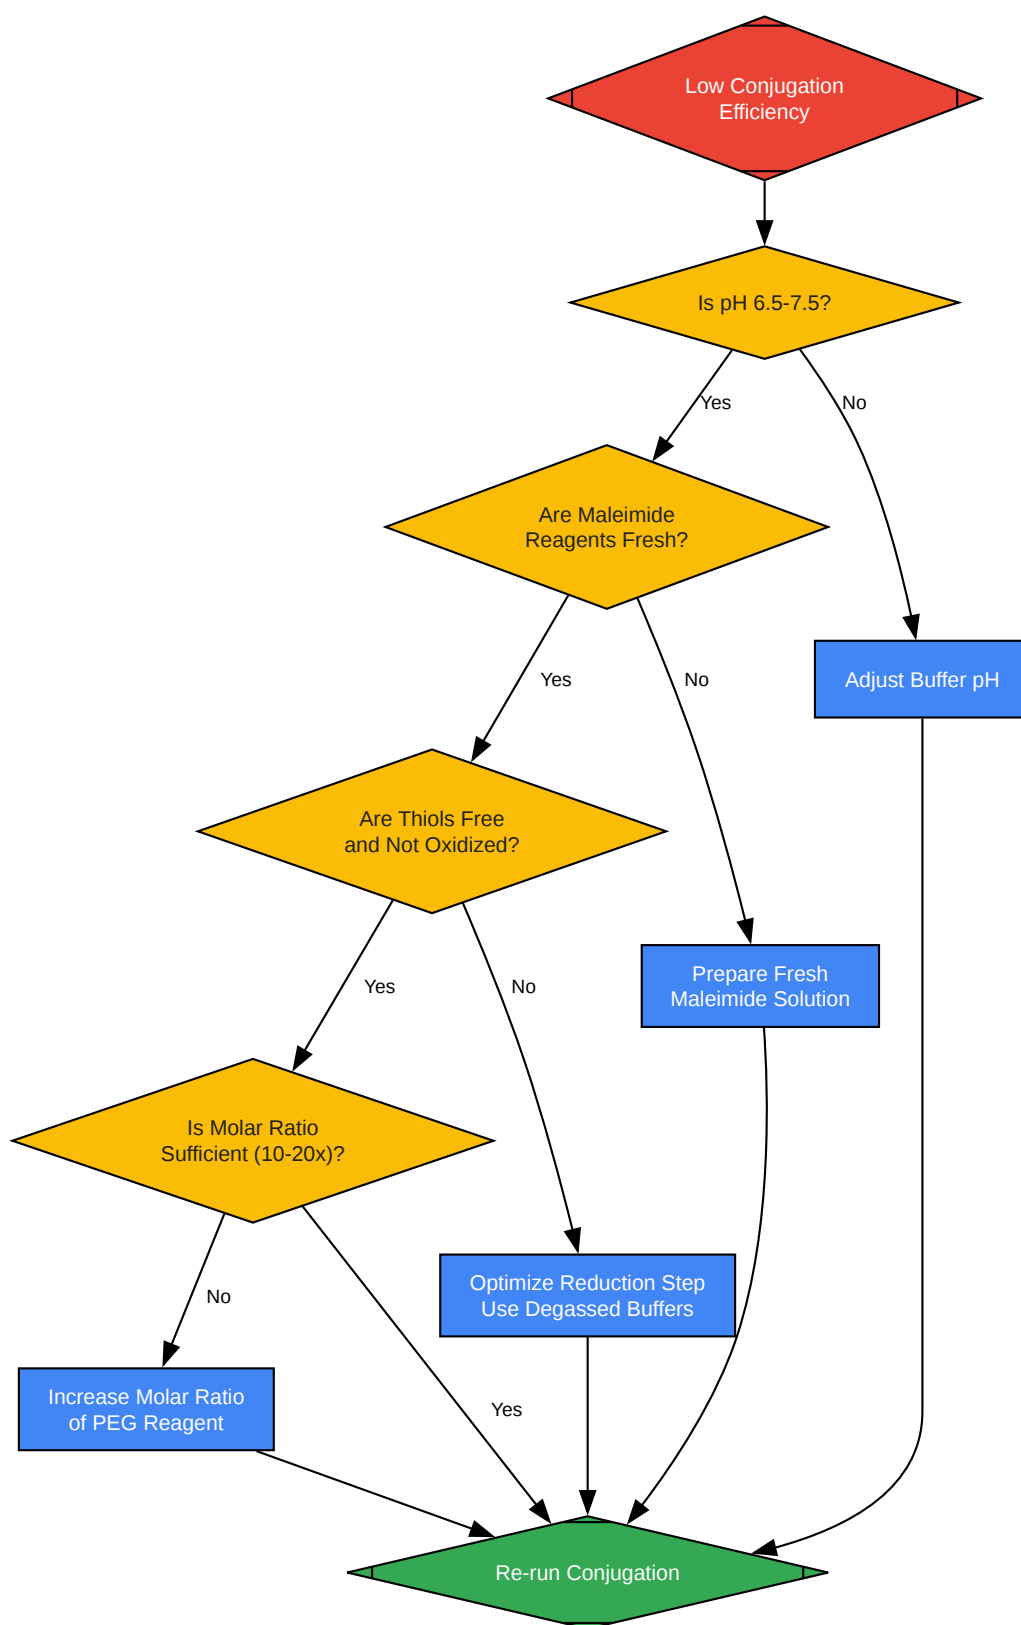 Low Conjugation
Efficiency
Is pH 6.5-7.5?
Yes
No
Are Maleimide
Reagents Fresh?
Yes
No
Adjust Buffer pH
Are Thiols Free
and Not Oxidized?
Yes
No
Prepare Fresh
Maleimide Solution
Is Molar Ratio
Sufficient (10-20x)?
No
Optimize Reduction Step
Use Degassed Buffers
Increase Molar Ratio
of PEG Reagent
Yes
Re-run Conjugation